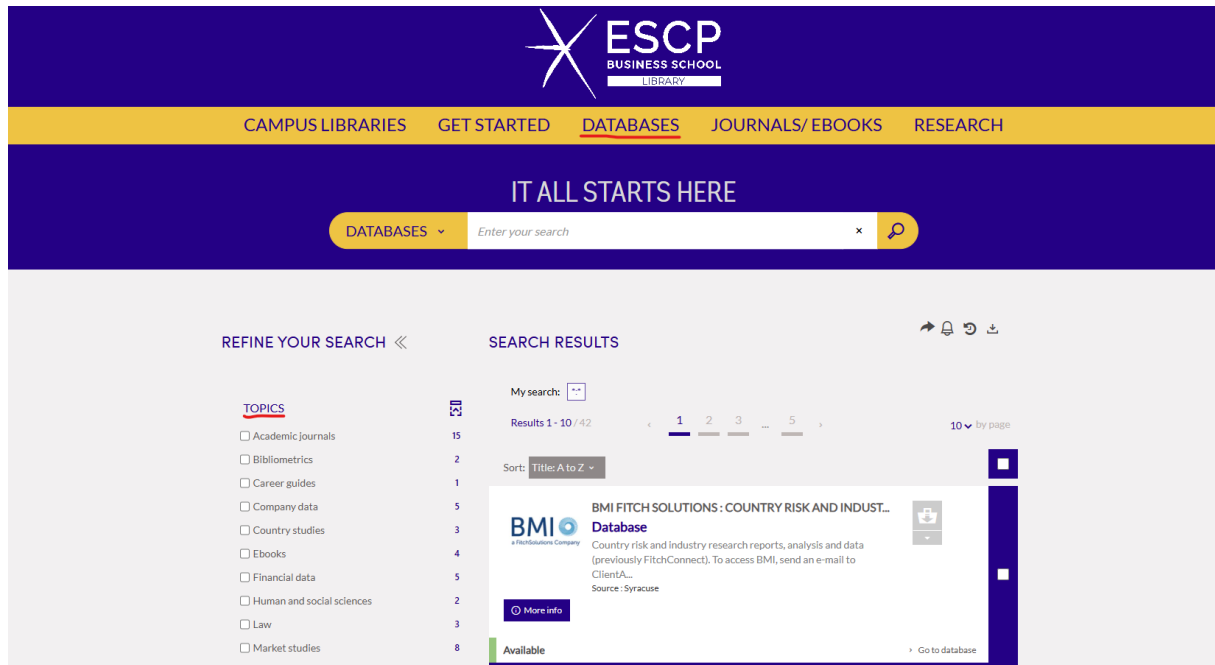 ESCP
BUSINESS SCHOOL
LIBRARY
CAMPUS LIBRARIES GET STARTED DATABASES JOURNALS/ EBOOKS RESEARCH
IT ALL STARTS HERE
DATABASES Enter your search ×
REFINE YOUR SEARCH
TOPICS
Academic journals 15
Bibliometrics 2
Career guides 1
Company data 5
Country studies 3
Ebooks 4
Financial data 5
Human and social sciences 2
Law 3
Market studies 8
SEARCH RESULTS
My search: *:*
Results 1 - 10 / 42 ‹ 1 2 3 ... 5 › 10 by page
Sort: Title: A to Z
BMI
a FitchSolutions Company
BMI FITCH SOLUTIONS : COUNTRY RISK AND INDUST...
Database
Country risk and industry research reports, analysis and data
(previously FitchConnect). To access BMI, send an e-mail to
ClientA...
Source : Syracuse
More info
Available › Go to database